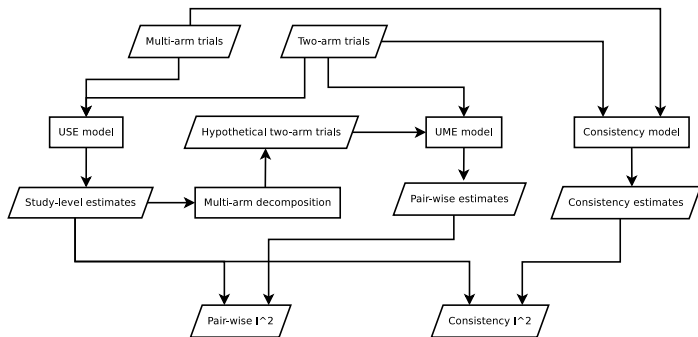 Multi-arm trials
Two-arm trials
USE model
Hypothetical two-arm trials
UME model
Consistency model
Study-level estimates
Multi-arm decomposition
Pair-wise estimates
Consistency estimates
Pair-wise I^2
Consistency I^2